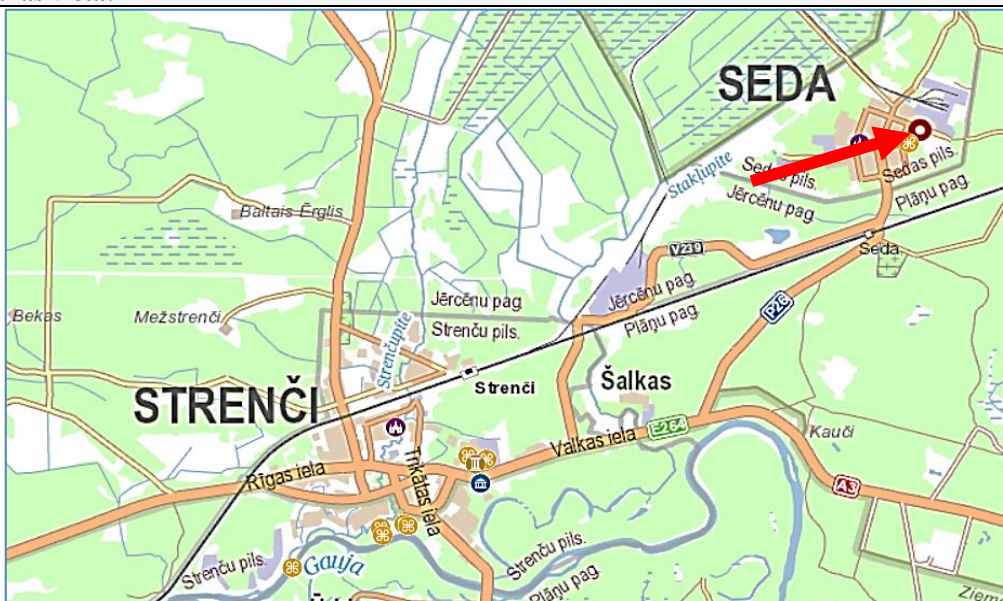 SEDA
Stakļupīte
Sedas pils.
Sedas pils.
Jērcēnu pag.
Plāņu pag.
Baltais Ērglis
V239
Seda
Jērcēnu pag.
Jērcēnu pag.
Plāņu pag.
P26
Bekas
Mežstrenči
Strenču pils.
Strenčupīte
Strenči
Šalkas
STRENČI
E264
Kauči
Valkas iela
Rīgas iela
Trikātas iela
A3
Strenču pils.
Gauja
Strenču pils.
Plāņu pag.